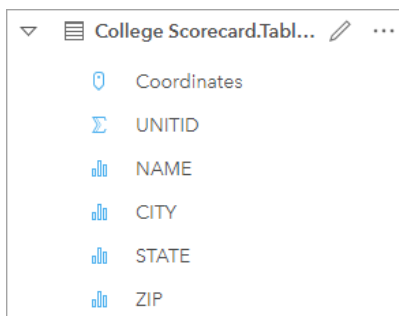 College Scorecard.Tabl...
Coordinates
UNITID
NAME
CITY
STATE
ZIP